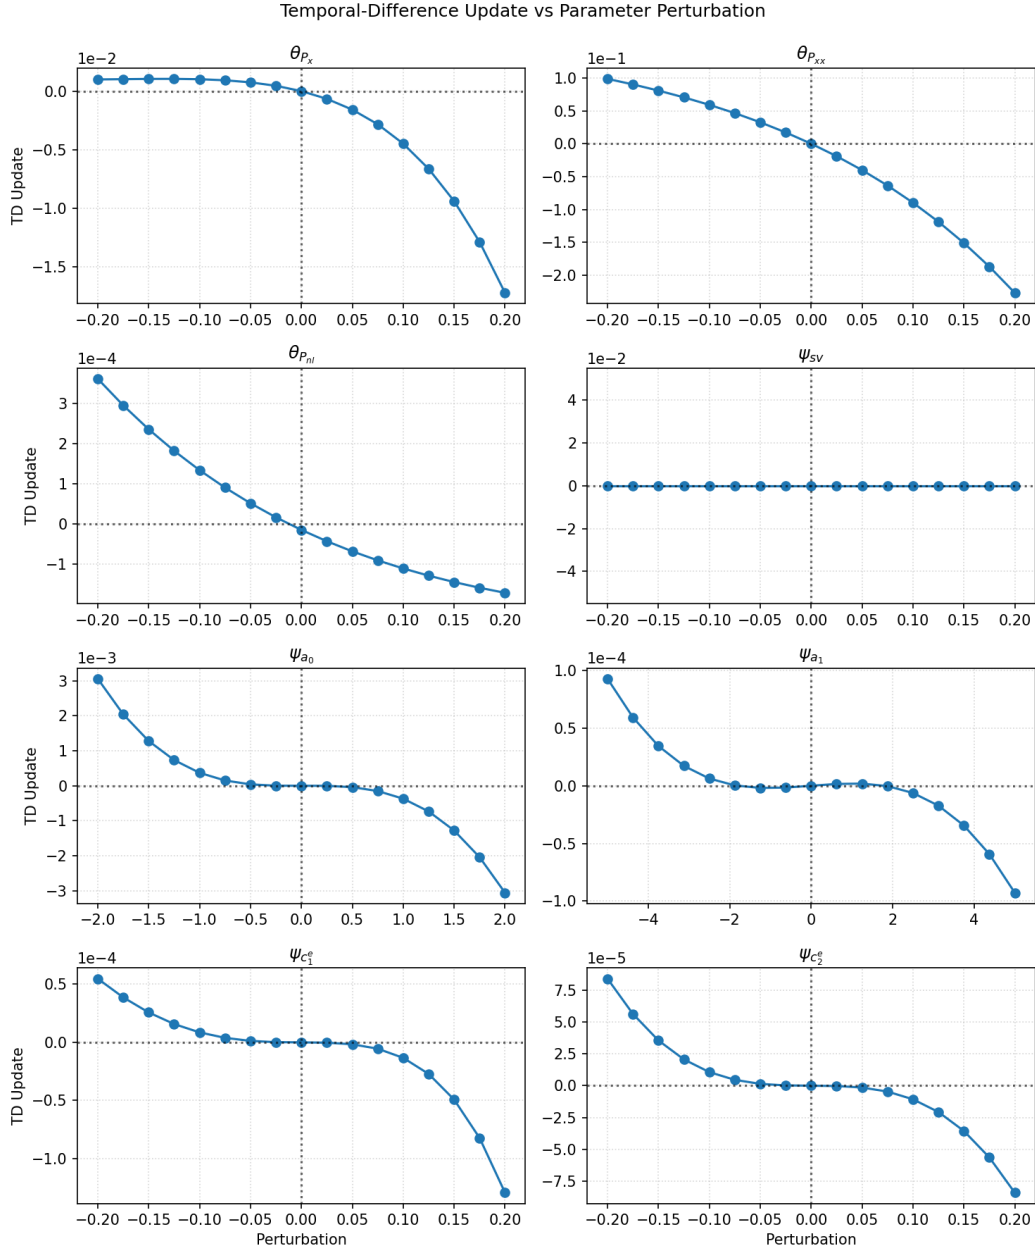 Temporal-Difference Update vs Parameter Perturbation
θ_{P_x}
1e−2
0.0
−0.5
−1.0
−1.5
TD Update
−0.20 −0.15 −0.10 −0.05 0.00 0.05 0.10 0.15 0.20
θ_{P_{xx}}
1e−1
1.0
0.5
0.0
−0.5
−1.0
−1.5
−2.0
−0.20 −0.15 −0.10 −0.05 0.00 0.05 0.10 0.15 0.20
θ_{P_{nl}}
1e−4
3
2
1
0
−1
TD Update
−0.20 −0.15 −0.10 −0.05 0.00 0.05 0.10 0.15 0.20
ψ_{sv}
1e−2
4
2
0
−2
−4
−0.20 −0.15 −0.10 −0.05 0.00 0.05 0.10 0.15 0.20
ψ_{a_0}
1e−3
3
2
1
0
−1
−2
−3
TD Update
−2.0 −1.5 −1.0 −0.5 0.0 0.5 1.0 1.5 2.0
ψ_{a_1}
1e−4
1.0
0.5
0.0
−0.5
−1.0
−4 −2 0 2 4
ψ_{c_1^e}
1e−4
0.5
0.0
−0.5
−1.0
TD Update
−0.20 −0.15 −0.10 −0.05 0.00 0.05 0.10 0.15 0.20
Perturbation
ψ_{c_2^e}
1e−5
7.5
5.0
2.5
0.0
−2.5
−5.0
−7.5
−0.20 −0.15 −0.10 −0.05 0.00 0.05 0.10 0.15 0.20
Perturbation